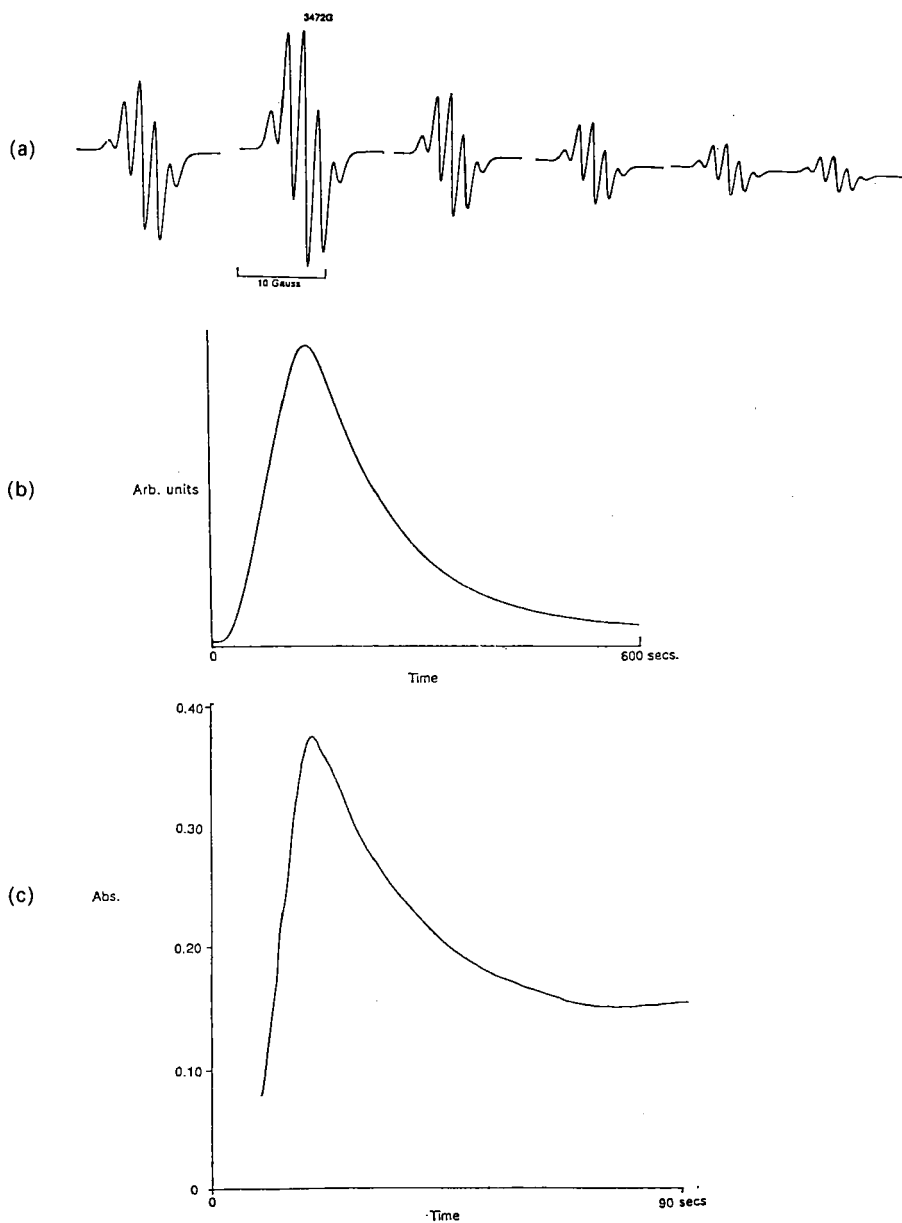 3472G
(a)
10 Gauss
(b)
Arb. units
0
600 secs.
Time
0.40
0.30
(c)
Abs.
0.20
0.10
0
0
90 secs
Time